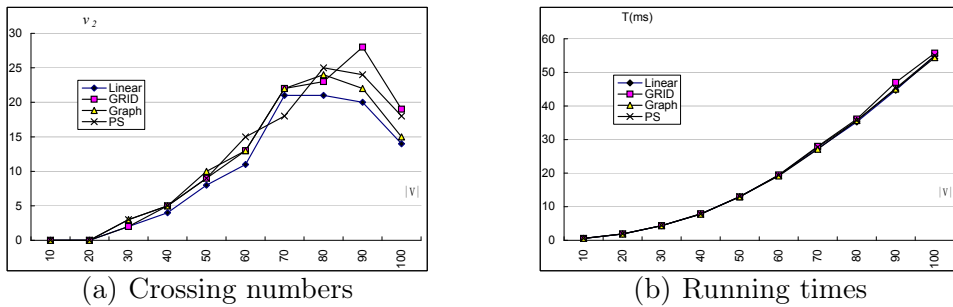 v₂
30
25
20
15
10
5
0
Linear
GRID
Graph
PS
|V|
10 20 30 40 50 60 70 80 90 100
(a) Crossing numbers
T(ms)
60
50
40
30
20
10
0
Linear
GRID
Graph
PS
|V|
10 20 30 40 50 60 70 80 90 100
(b) Running times